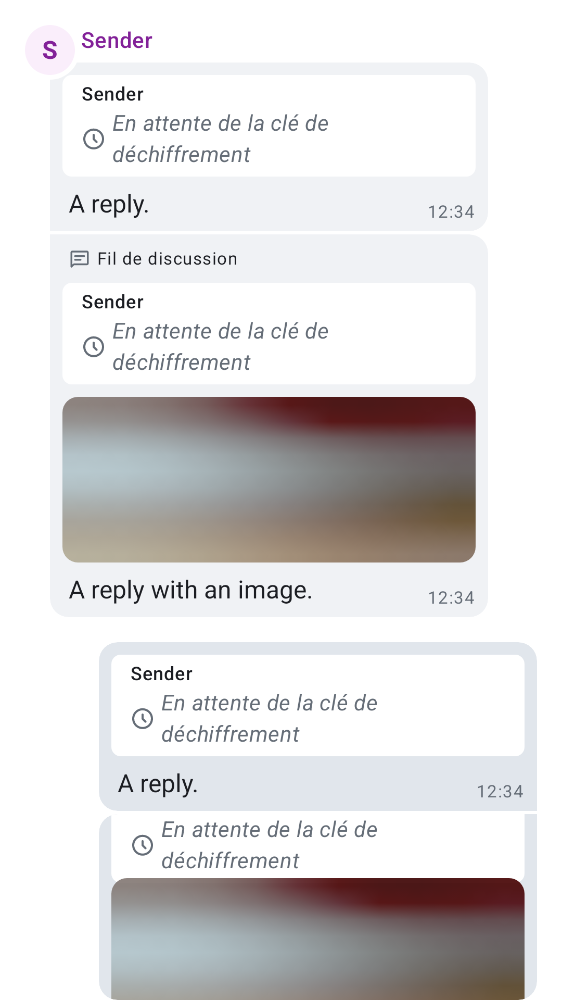 S Sender
Sender
En attente de la clé de
déchiffrement
A reply. 12:34
Fil de discussion
Sender
En attente de la clé de
déchiffrement
A reply with an image. 12:34
Sender
En attente de la clé de
déchiffrement
A reply. 12:34
En attente de la clé de
déchiffrement